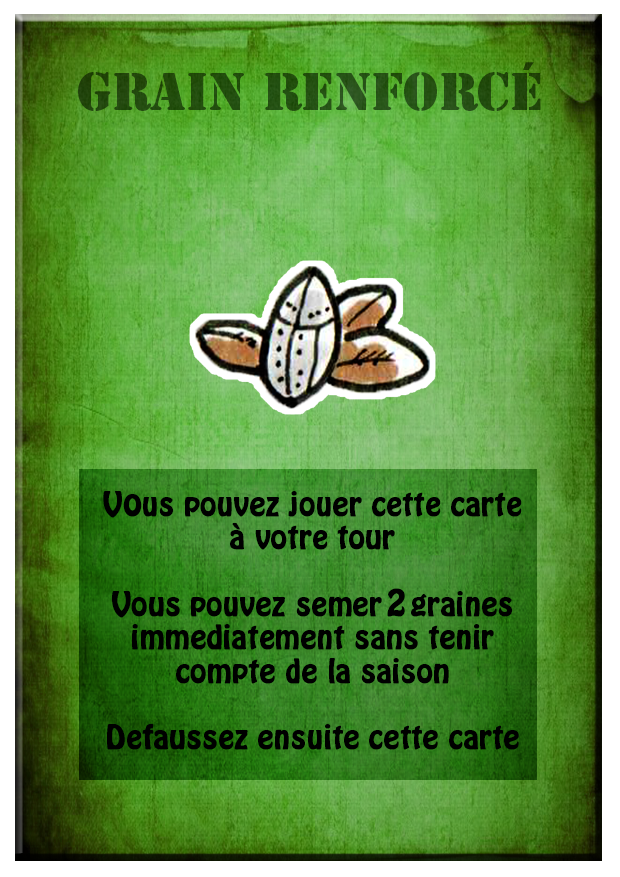 GRAIN RENFORCÉ
Vous pouvez jouer cette carte
à votre tour
Vous pouvez semer 2 graines
immediatement sans tenir
compte de la saison
Defaussez ensuite cette carte